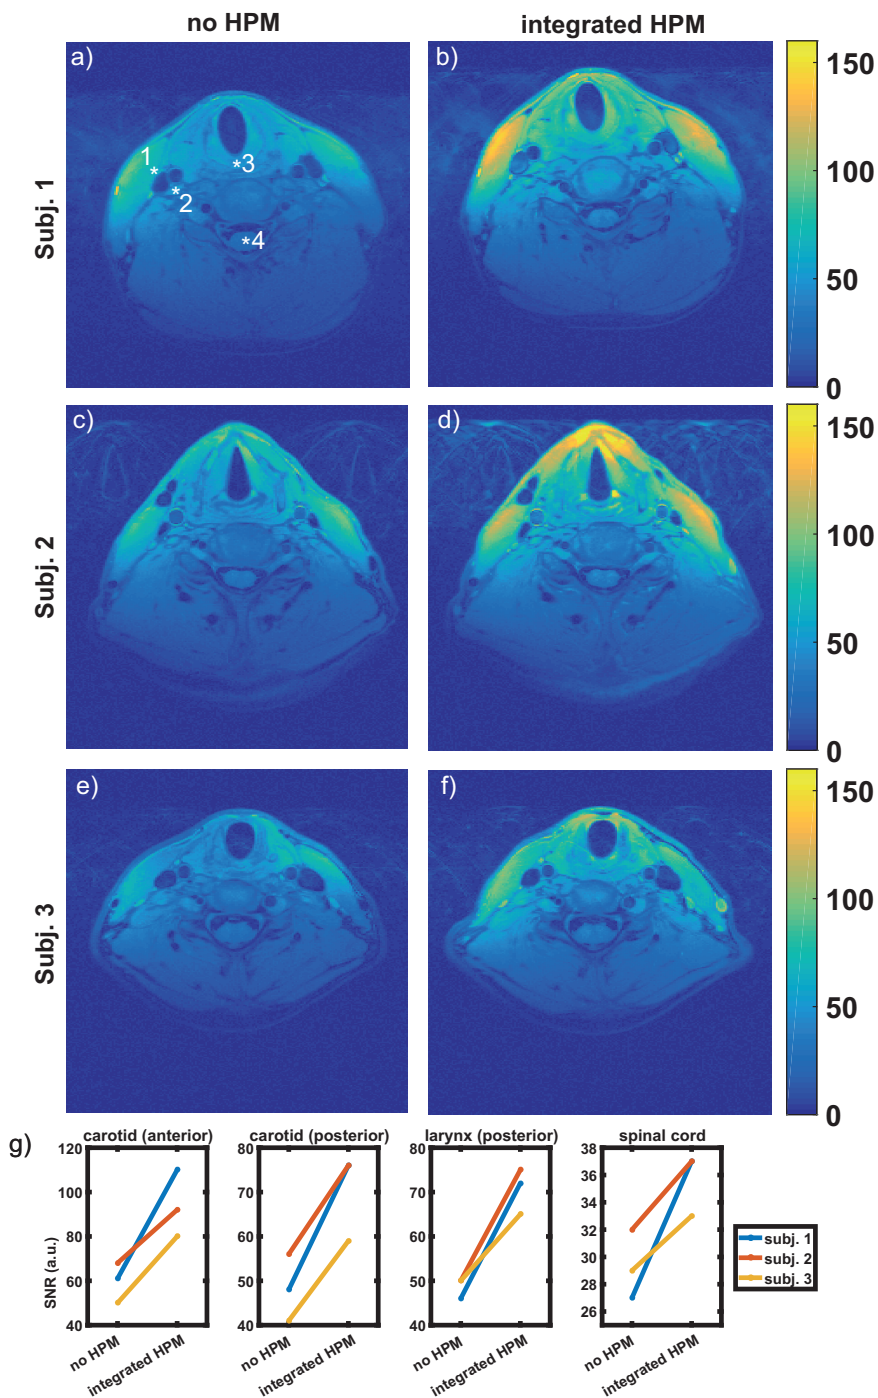 no HPM
integrated HPM
a)
b)
Subj. 1
1
*
*
2
*3
*4
150
100
50
0
c)
d)
Subj. 2
150
100
50
0
e)
f)
Subj. 3
150
100
50
0
g)
carotid (anterior)
carotid (posterior)
larynx (posterior)
spinal cord
SNR (a.u.)
120
100
80
60
40
80
70
60
50
40
80
70
60
50
40
38
36
34
32
30
28
26
no HPM
integrated HPM
no HPM
integrated HPM
no HPM
integrated HPM
no HPM
integrated HPM
subj. 1
subj. 2
subj. 3